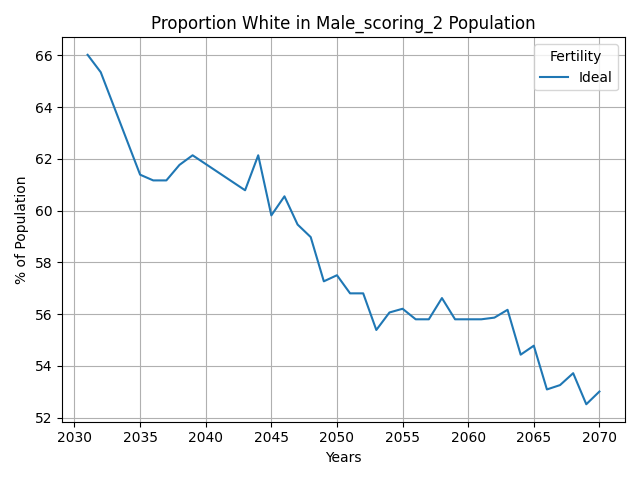 Proportion White in Male_scoring_2 Population
Fertility
Ideal
% of Population
66
64
62
60
58
56
54
52
2030 2035 2040 2045 2050 2055 2060 2065 2070
Years